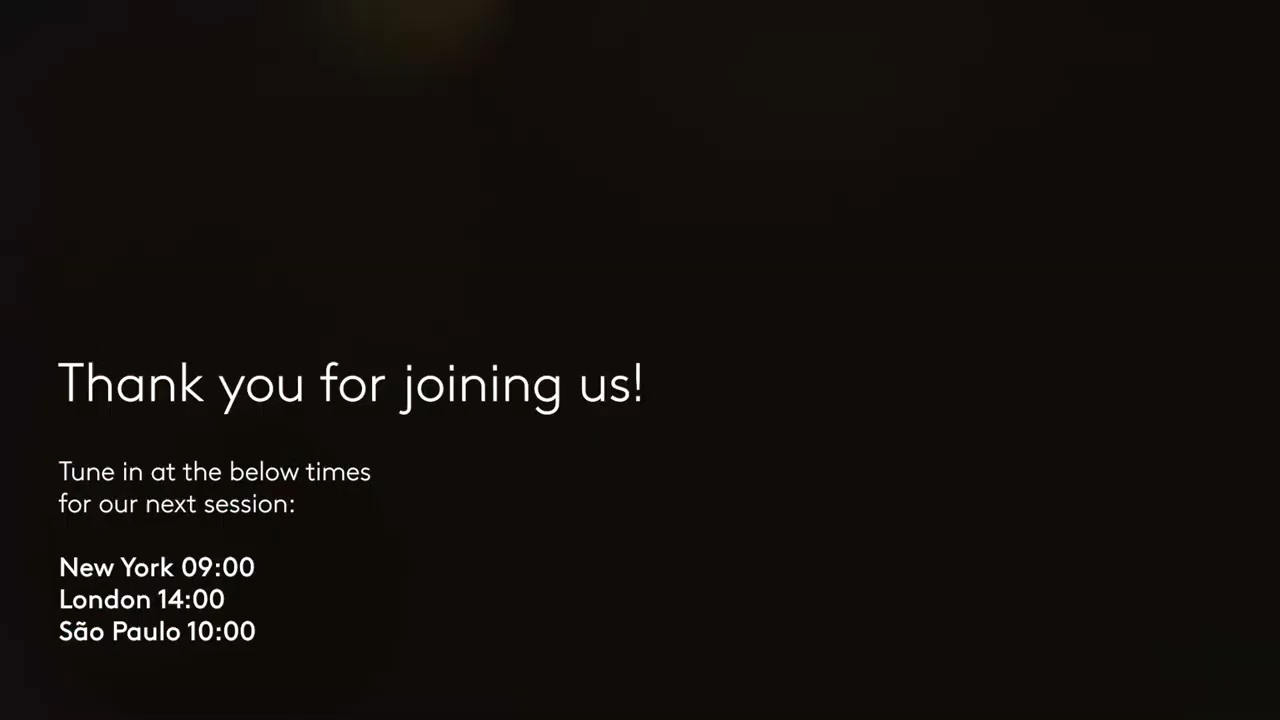 Thank you for joining us!
Tune in at the below times
for our next session:
New York 09:00
London 14:00
São Paulo 10:00